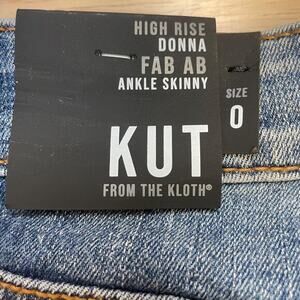 HIGH RISE
DONNA
FAB AB
ANKLE SKINNY
KUT
FROM THE KLOTH®
SIZE
0